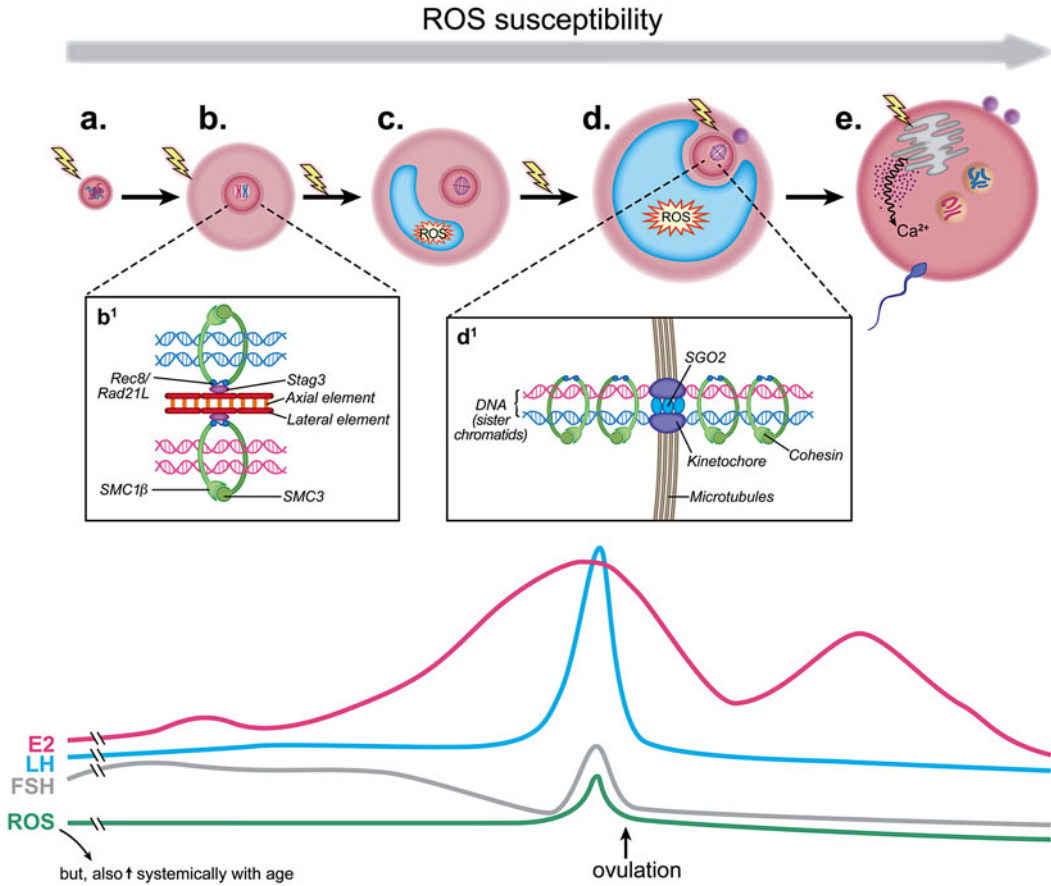 ROS susceptibility
a.
b.
c.
d.
e.
ROS
ROS
Ca²⁺
b¹
Rec8/
Rad21L
Stag3
Axial element
Lateral element
SMC1β
SMC3
d¹
SGO2
DNA
(sister
chromatids)
Kinetochore
Cohesin
Microtubules
E2
LH
FSH
ROS
but, also ↑ systemically with age
ovulation